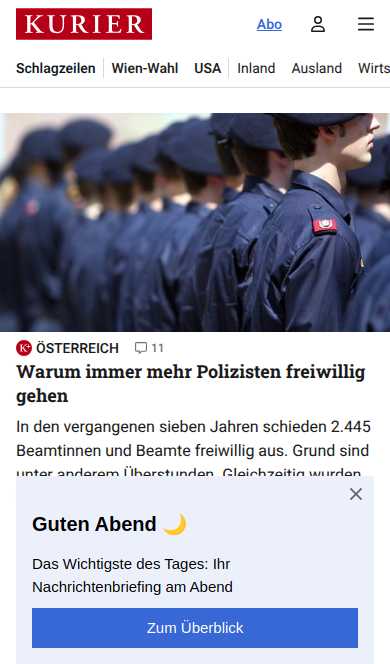 KURIER
Abo
Schlagzeilen Wien-Wahl USA Inland Ausland Wirts
K+ ÖSTERREICH 11
Warum immer mehr Polizisten freiwillig
gehen
In den vergangenen sieben Jahren schieden 2.445
Beamtinnen und Beamte freiwillig aus. Grund sind
unter anderem Überstunden. Gleichzeitig wurden
Guten Abend 🌙
Das Wichtigste des Tages: Ihr
Nachrichtenbriefing am Abend
Zum Überblick